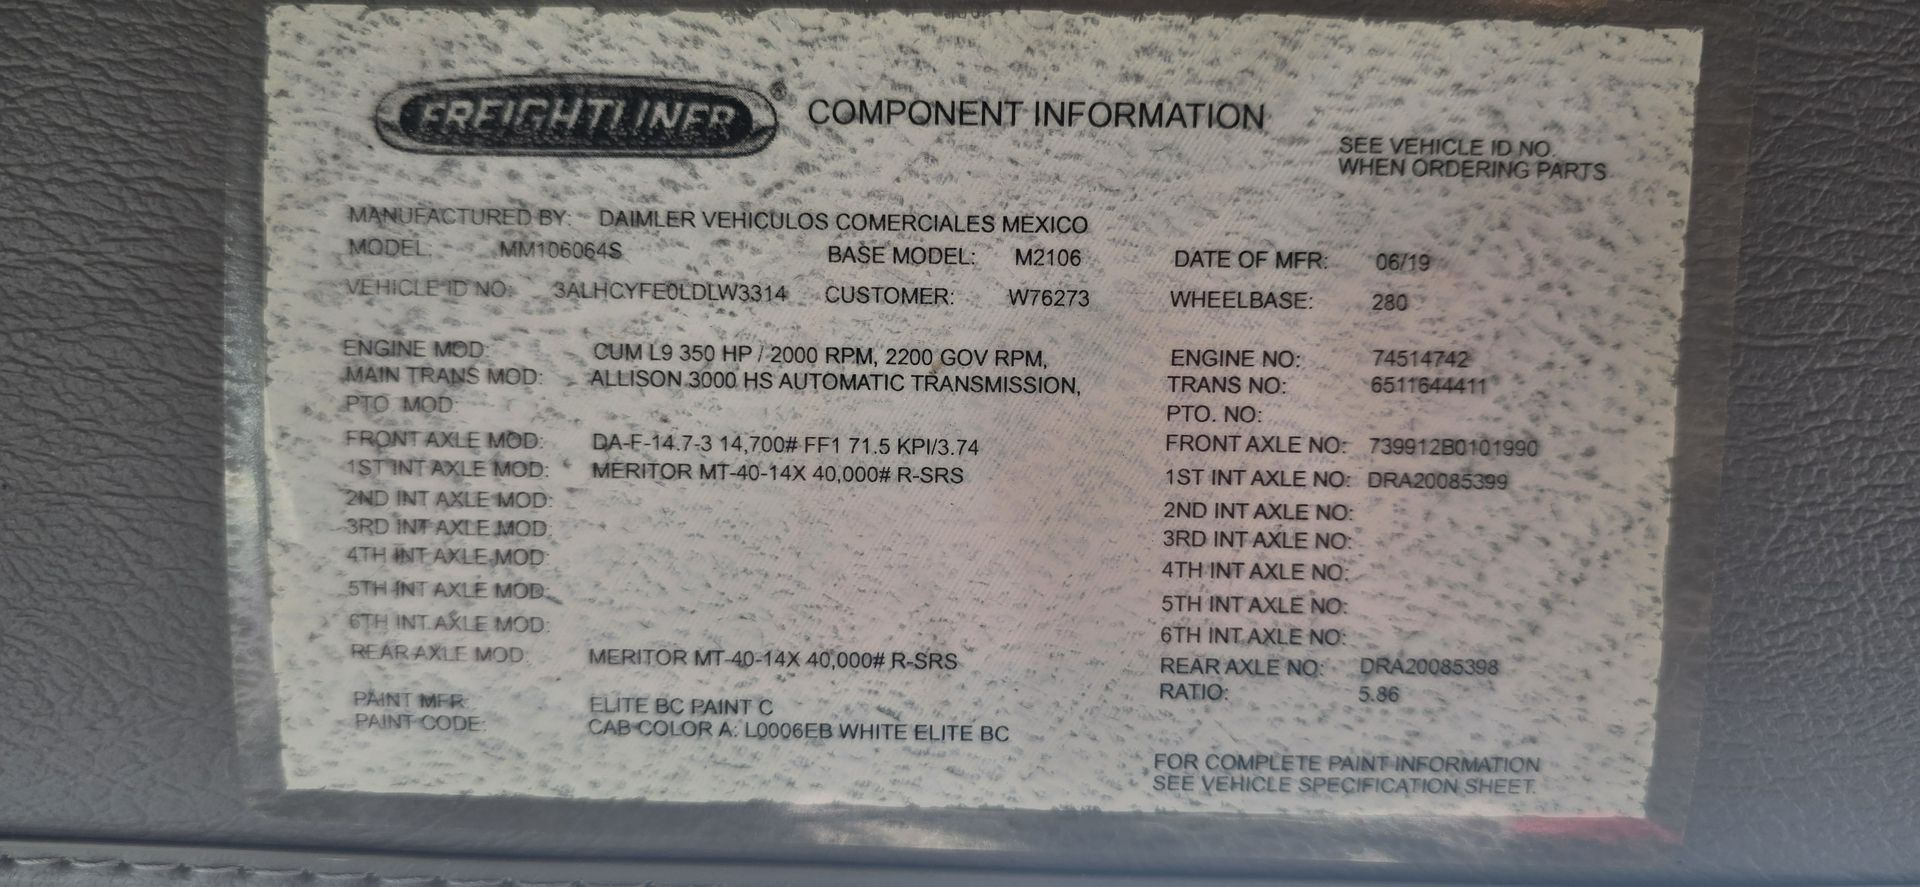 FREIGHTLINER ® COMPONENT INFORMATION
SEE VEHICLE ID NO.
WHEN ORDERING PARTS
MANUFACTURED BY: DAIMLER VEHICULOS COMERCIALES MEXICO
MODEL: MM106064S BASE MODEL: M2106 DATE OF MFR: 06/19
VEHICLE ID NO: 3ALHCYFE0LDLW3314 CUSTOMER: W76273 WHEELBASE: 280
ENGINE MOD: CUM L9 350 HP / 2000 RPM, 2200 GOV RPM, ENGINE NO: 74514742
MAIN TRANS MOD: ALLISON 3000 HS AUTOMATIC TRANSMISSION, TRANS NO: 6511644411
PTO MOD: PTO. NO:
FRONT AXLE MOD: DA-F-14.7-3 14,700# FF1 71.5 KPI/3.74 FRONT AXLE NO: 739912B0101990
1ST INT AXLE MOD: MERITOR MT-40-14X 40,000# R-SRS 1ST INT AXLE NO: DRA20085399
2ND INT AXLE MOD: 2ND INT AXLE NO:
3RD INT AXLE MOD: 3RD INT AXLE NO:
4TH INT AXLE MOD: 4TH INT AXLE NO:
5TH INT AXLE MOD: 5TH INT AXLE NO:
6TH INT AXLE MOD: 6TH INT AXLE NO:
REAR AXLE MOD: MERITOR MT-40-14X 40,000# R-SRS REAR AXLE NO: DRA20085398
RATIO: 5.86
PAINT MFR: ELITE BC PAINT C
PAINT CODE: CAB COLOR A: L0006EB WHITE ELITE BC
FOR COMPLETE PAINT INFORMATION
SEE VEHICLE SPECIFICATION SHEET.